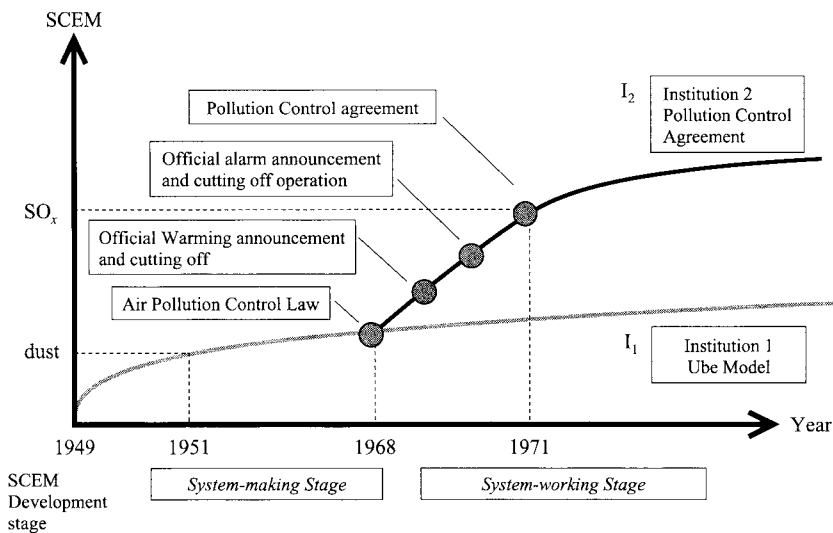 SCEM
Pollution Control agreement
I2
Institution 2
Pollution Control
Agreement
Official alarm announcement
and cutting off operation
SOx
Official Warming announcement
and cutting off
Air Pollution Control Law
dust
I1
Institution 1
Ube Model
Year
1949
1951
1968
1971
SCEM
Development
stage
System-making Stage
System-working Stage